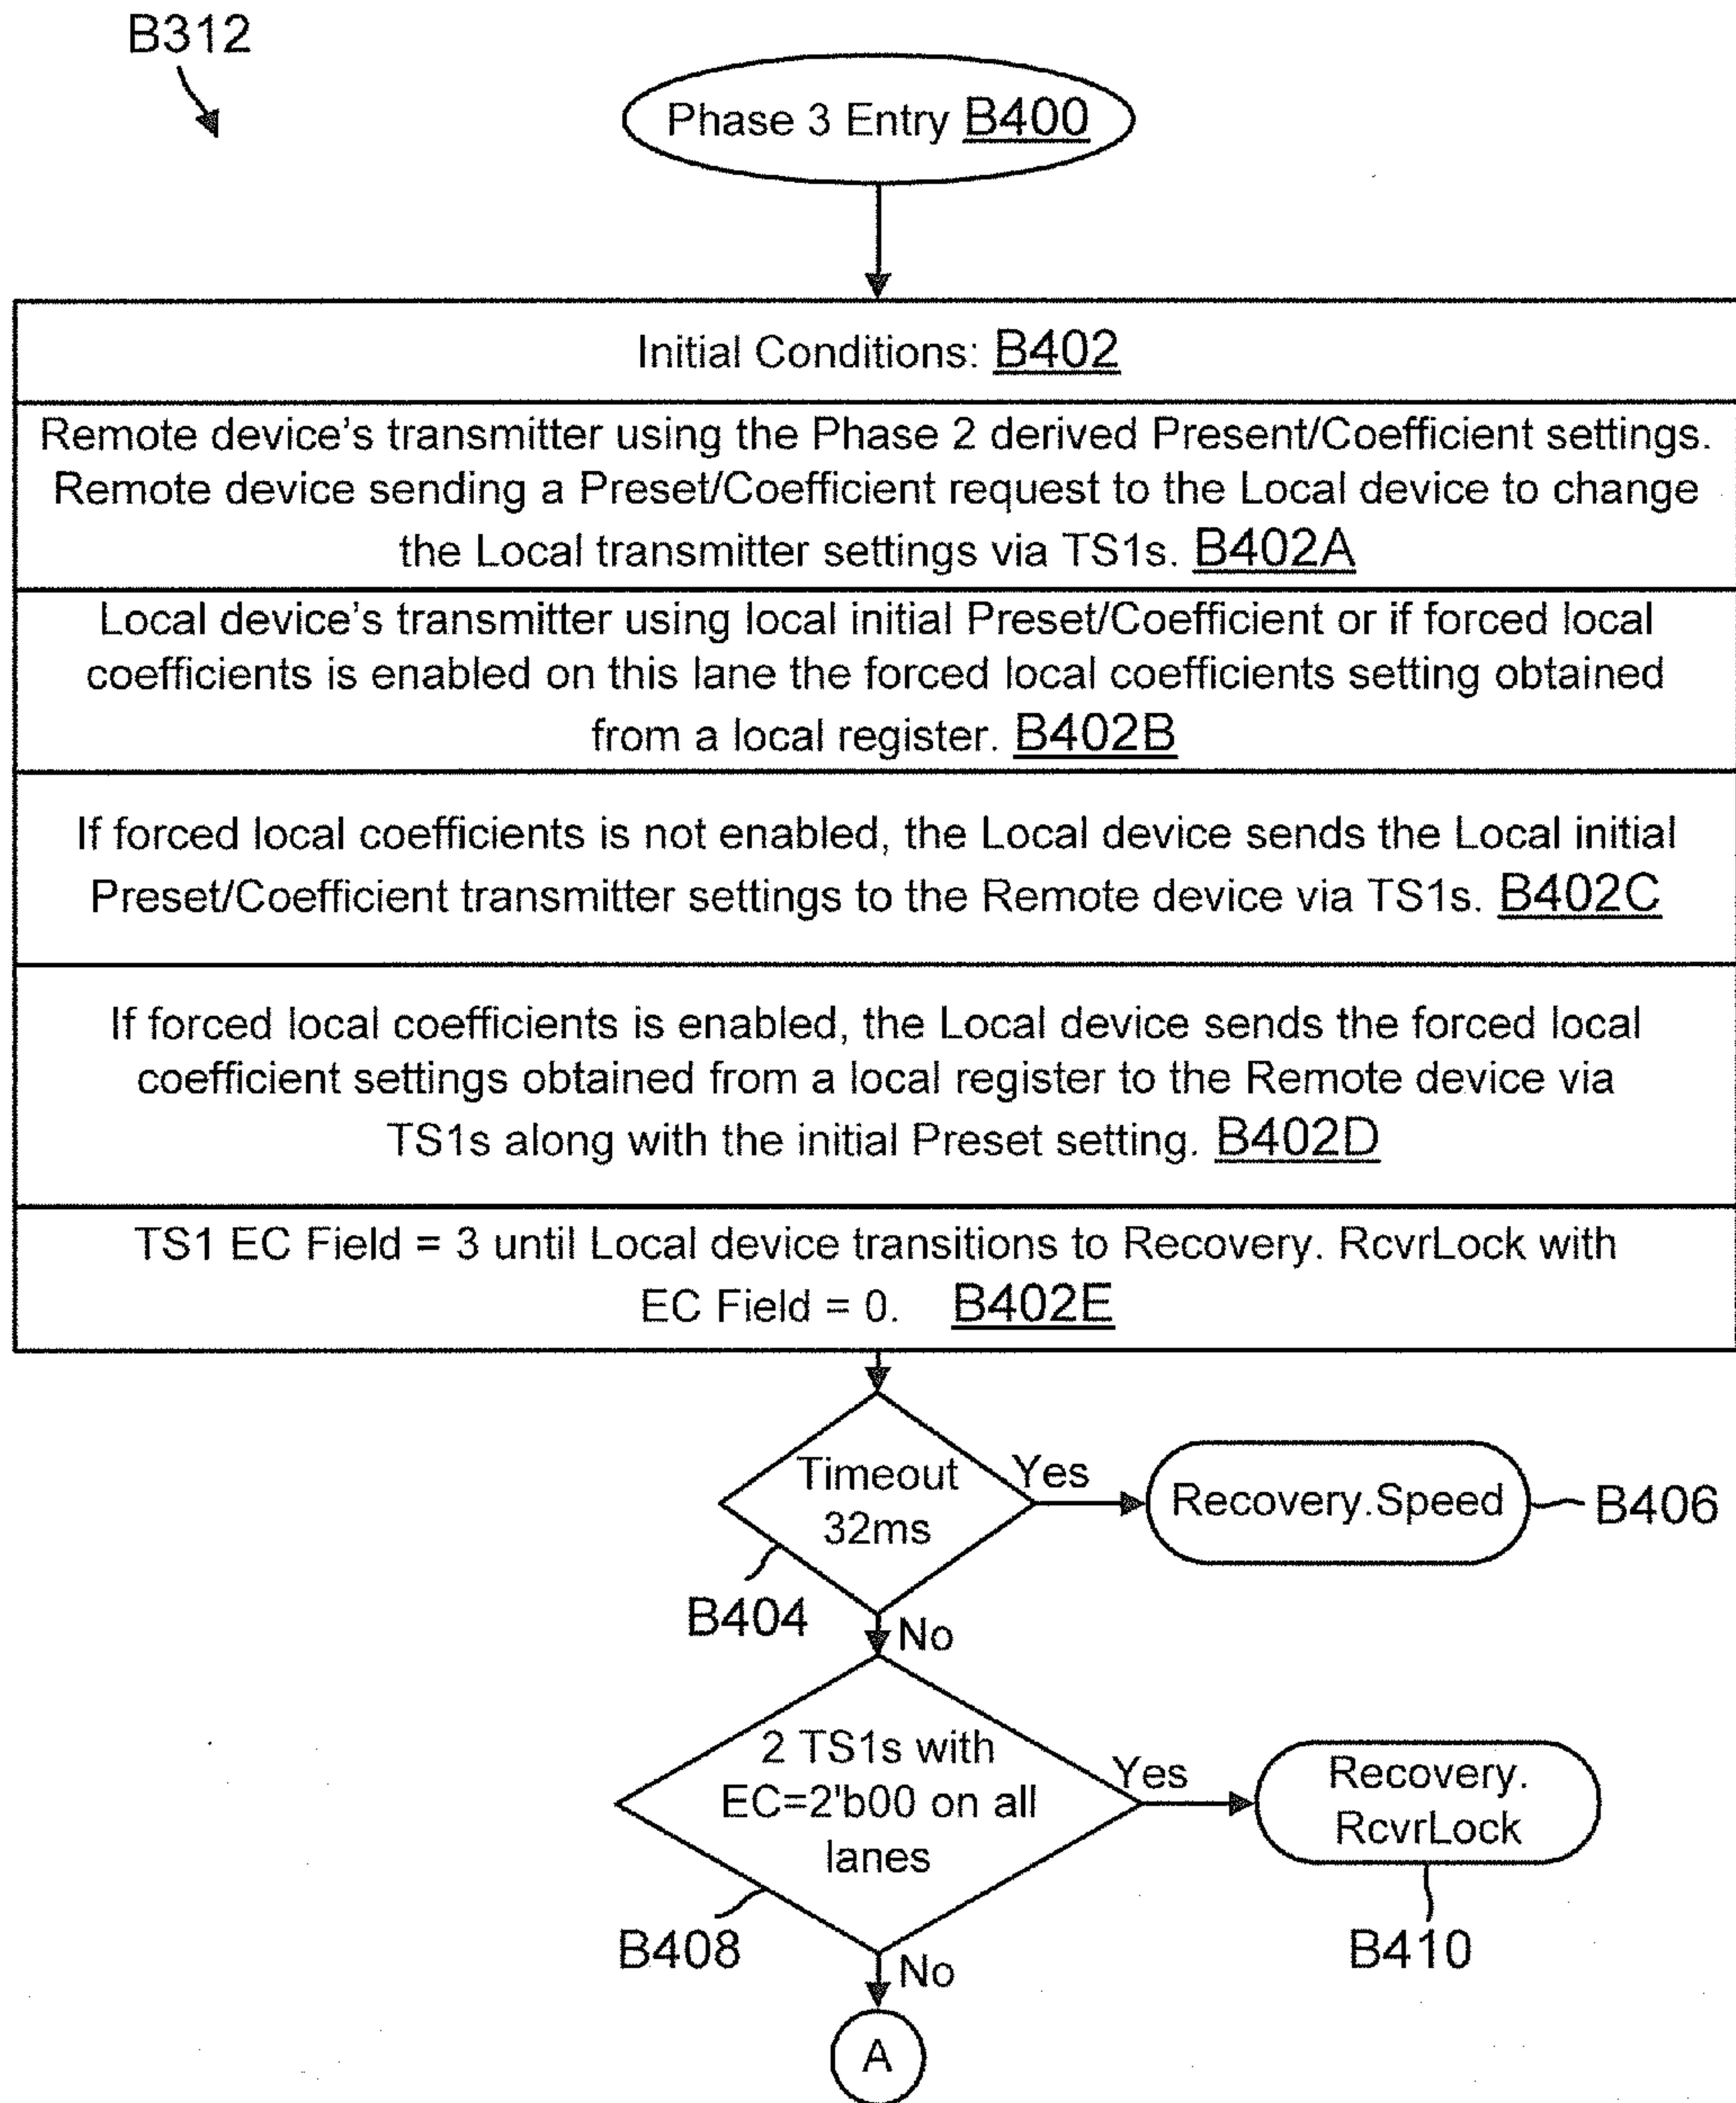 B312
Phase 3 Entry B400
Initial Conditions: B402
Remote device's transmitter using the Phase 2 derived Present/Coefficient settings.
Remote device sending a Preset/Coefficient request to the Local device to change
the Local transmitter settings via TS1s. B402A
Local device's transmitter using local initial Preset/Coefficient or if forced local
coefficients is enabled on this lane the forced local coefficients setting obtained
from a local register. B402B
If forced local coefficients is not enabled, the Local device sends the Local initial
Preset/Coefficient transmitter settings to the Remote device via TS1s. B402C
If forced local coefficients is enabled, the Local device sends the forced local
coefficient settings obtained from a local register to the Remote device via
TS1s along with the initial Preset setting. B402D
TS1 EC Field = 3 until Local device transitions to Recovery. RcvrLock with
EC Field = 0. B402E
Timeout
32ms
Yes
Recovery.Speed
B406
B404
No
2 TS1s with
EC=2'b00 on all
lanes
Yes
Recovery.
RcvrLock
B408
B410
No
A